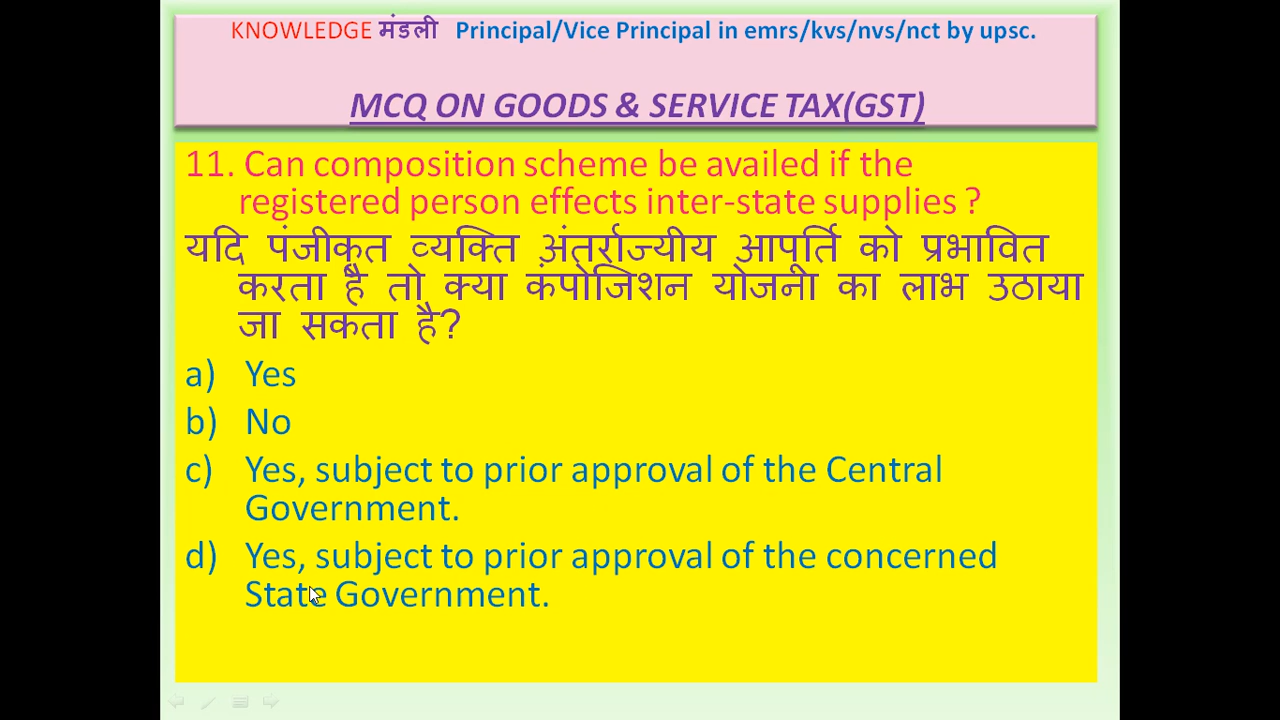 KNOWLEDGE मंडली Principal/Vice Principal in emrs/kvs/nvs/nct by upsc.
MCQ ON GOODS & SERVICE TAX(GST)
11. Can composition scheme be availed if the
registered person effects inter-state supplies ?
यदि पंजीकृत व्यक्ति अंतर्राज्यीय आपूर्ति को प्रभावित
करता है तो क्या कंपोजिशन योजना का लाभ उठाया
जा सकता है?
a) Yes
b) No
c) Yes, subject to prior approval of the Central
Government.
d) Yes, subject to prior approval of the concerned
State Government.